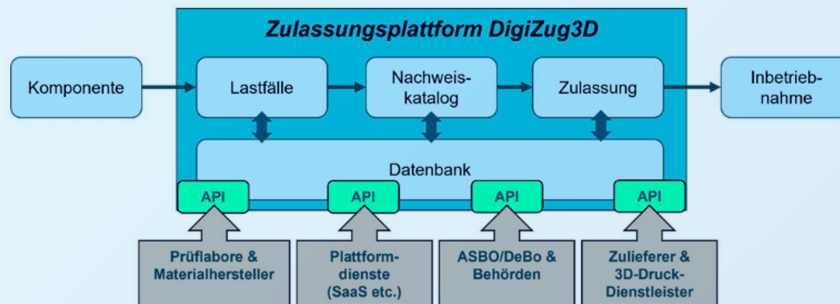 Zulassungsplattform DigiZug3D
Komponente
Lastfälle
Nachweis-
katalog
Zulassung
Inbetrieb-
nahme
Datenbank
API
API
API
API
Prüflabore &
Materialhersteller
Plattform-
dienste
(SaaS etc.)
ASBO/DeBo &
Behörden
Zulieferer &
3D-Druck-
Dienstleister